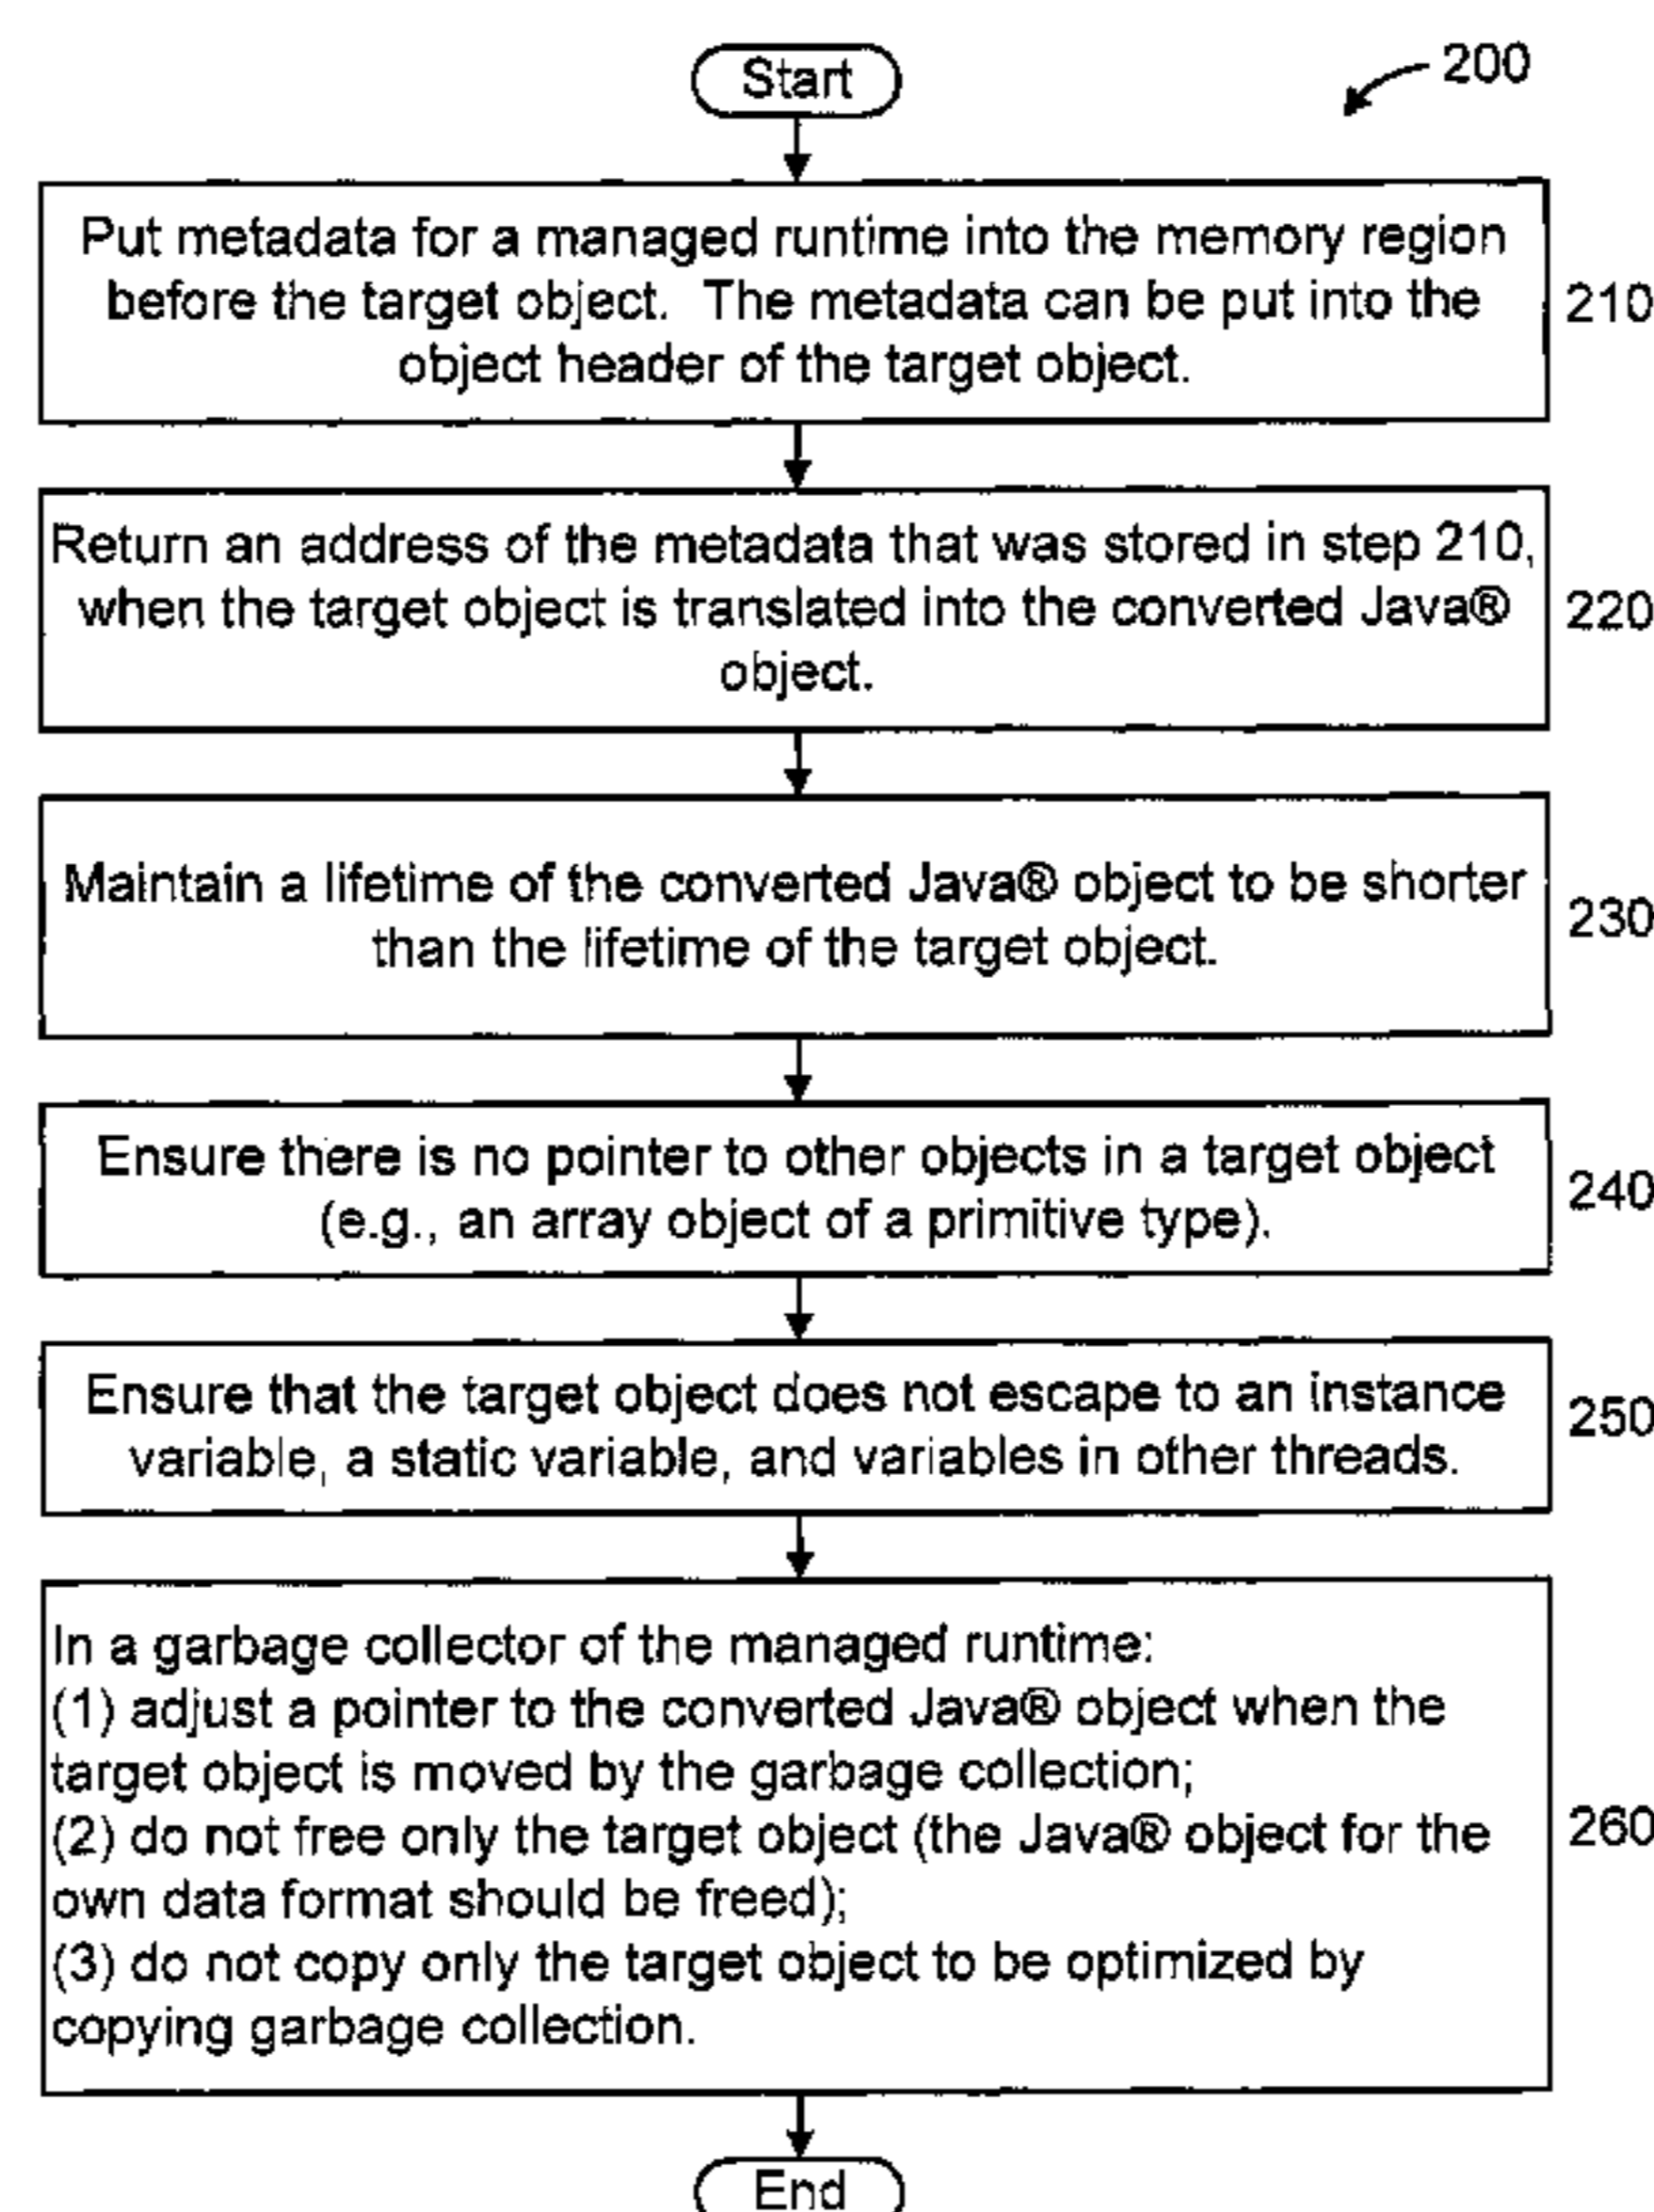 Start
200
Put metadata for a managed runtime into the memory region
before the target object. The metadata can be put into the
object header of the target object.
210
Return an address of the metadata that was stored in step 210,
when the target object is translated into the converted Java®
object.
220
Maintain a lifetime of the converted Java® object to be shorter
than the lifetime of the target object.
230
Ensure there is no pointer to other objects in a target object
(e.g., an array object of a primitive type).
240
Ensure that the target object does not escape to an instance
variable, a static variable, and variables in other threads.
250
In a garbage collector of the managed runtime:
(1) adjust a pointer to the converted Java® object when the
target object is moved by the garbage collection;
(2) do not free only the target object (the Java® object for the
own data format should be freed);
(3) do not copy only the target object to be optimized by
copying garbage collection.
260
End